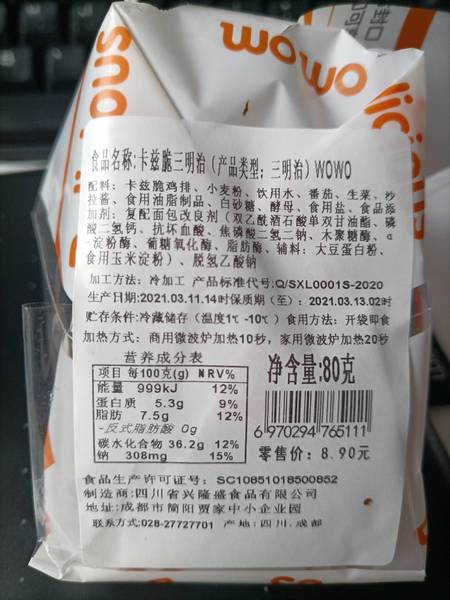 wowo
食品名称:卡兹脆三明治(产品类型:三明治)WOWO
配料:卡兹脆鸡排、小麦粉、饮用水、番茄、生菜、沙
拉酱、食用油脂制品、白砂糖、酵母、食用盐、食品添
加剂:复配面包改良剂(双乙酰酒石酸单双甘油酯、磷
酸二氢钙、抗坏血酸、焦磷酸二氢二钠、木聚糖酶、α
-淀粉酶、葡糖氧化酶、脂肪酶、辅料:大豆蛋白粉、
食用玉米淀粉)、脱氢乙酸钠
加工方法:冷加工 产品标准代号:Q/SXL0001S-2020
生产日期:2021.03.11.14时保质期(至):2021.03.13.02时
贮存条件:冷藏储存(温度1℃-10℃)食用方法:开袋即食
加热方式:商用微波炉加热10秒,家用微波炉加热20秒
营养成分表
项目 每100克(g) NRV%
能量 999kJ 12%
蛋白质 5.3g 9%
脂肪 7.5g 12%
-反式脂肪酸 0g
碳水化合物 36.2g 12%
钠 308mg 15%
净含量:80克
6 970294 765111
零售价:8.90元
食品生产许可证号:SC10851018500852
制造商:四川省兴隆盛食品有限公司
地址:成都市简阳贾家中小企业园
联系方式:028-27727701 产地:四川.成都